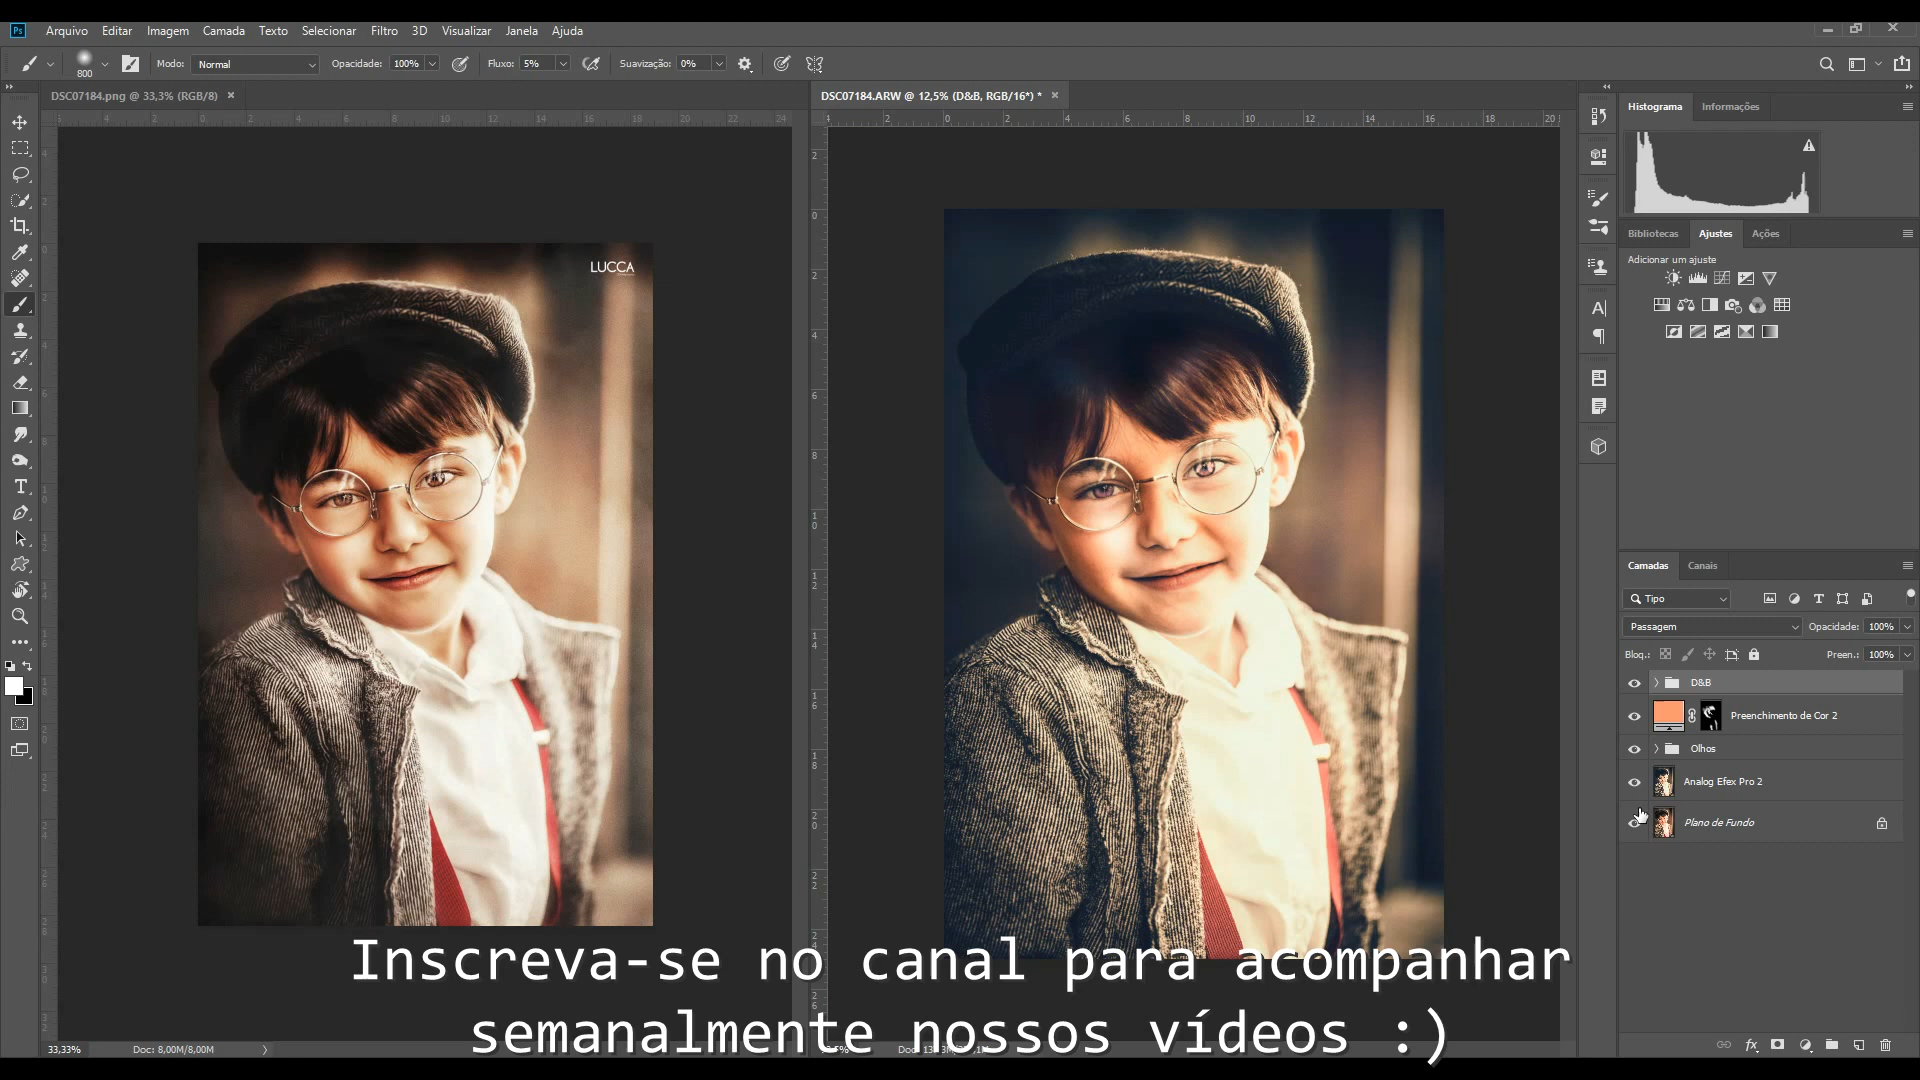 Ps Arquivo Editar Imagem Camada Texto Selecionar Filtro 3D Visualizar Janela Ajuda
800 Modo: Normal Opacidade: 100% Fluxo: 5% Suavização: 0%
DSC07184.png @ 33,3% (RGB/8) ×
DSC07184.ARW @ 12,5% (D&B, RGB/16*) * ×
LUCCA
Histograma Informações
Bibliotecas Ajustes Ações
Adicionar um ajuste
Camadas Canais
Tipo
Passagem Opacidade: 100%
Bloq.: Preen.: 100%
D&B
Preenchimento de Cor 2
Olhos
Analog Efex Pro 2
Plano de Fundo
Inscreva-se no canal para acompanhar
semanalmente nossos vídeos :)
33,33% Doc: 8,00M/8,00M